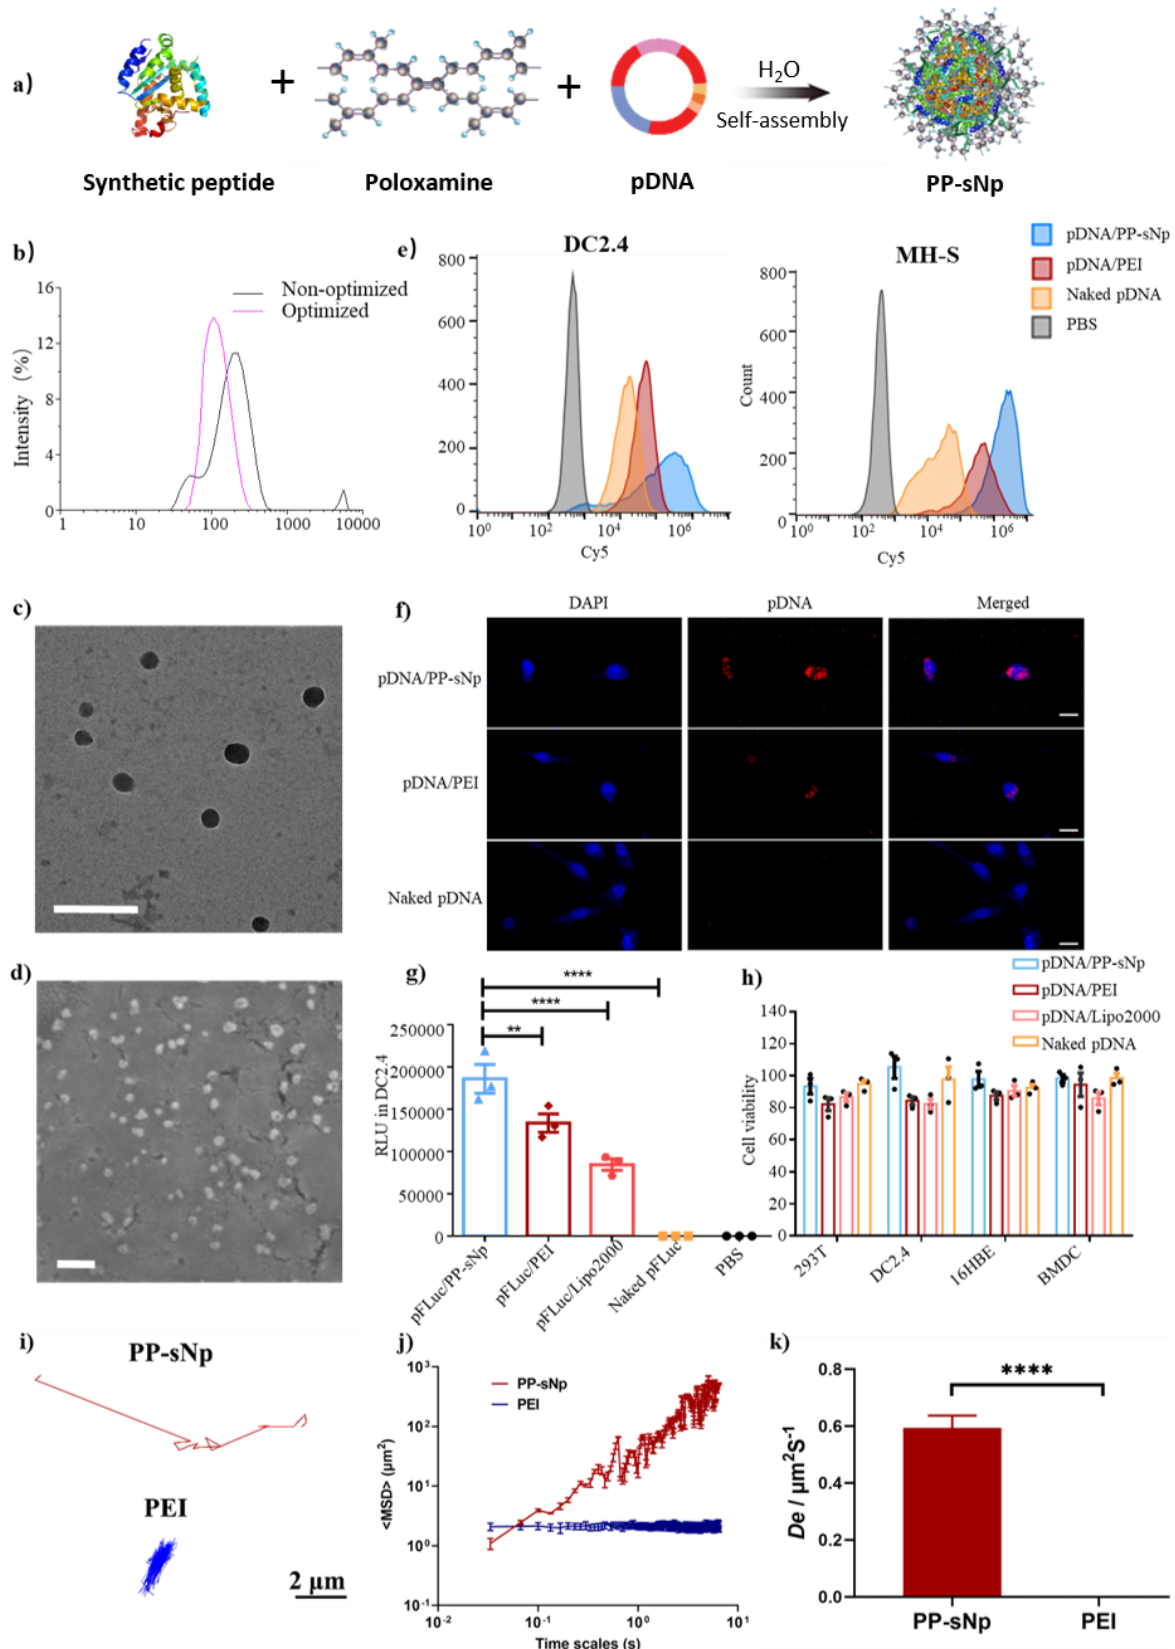 a)
+
+
H2O
Self-assembly
Synthetic peptide
Poloxamine
pDNA
PP-sNp
b)
Intensity (%)
16
12
8
4
0
1
10
100
1000
10000
Non-optimized
Optimized
e)
DC2.4
800
600
400
200
0
10^0
10^2
10^4
10^6
Cy5
MH-S
Count
800
600
400
200
0
10^0
10^2
10^4
10^6
Cy5
pDNA/PP-sNp
pDNA/PEI
Naked pDNA
PBS
c)
f)
DAPI
pDNA
Merged
pDNA/PP-sNp
pDNA/PEI
Naked pDNA
d)
g)
RLU in DC2.4
250000
200000
150000
100000
50000
0
****
****
**
pFLuc/PP-sNp
pFLuc/PEI
pFLuc/Lipo2000
Naked pFLuc
PBS
h)
pDNA/PP-sNp
pDNA/PEI
pDNA/Lipo2000
Naked pDNA
Cell viability
140
120
100
80
60
40
20
0
293T
DC2.4
16HBE
BMDC
i)
PP-sNp
PEI
2 μm
j)
<MSD> (μm²)
10^3
10^2
10^1
10^0
10^-1
10^-2
10^-1
10^0
10^1
Time scales (s)
PP-sNp
PEI
k)
De / μm²S⁻¹
0.8
0.6
0.4
0.2
0.0
****
PP-sNp
PEI